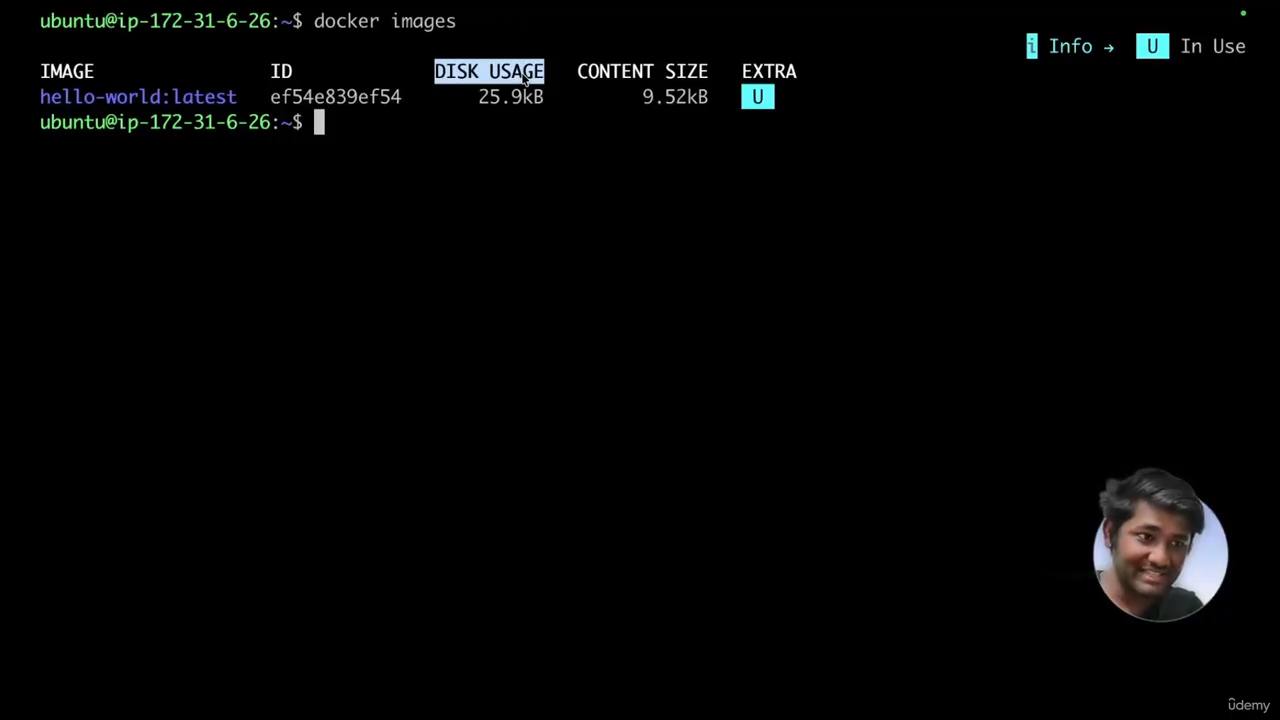 ubuntu@ip-172-31-6-26:~$ docker images
i Info → U In Use
IMAGE ID DISK USAGE CONTENT SIZE EXTRA
hello-world:latest ef54e839ef54 25.9kB 9.52kB U
ubuntu@ip-172-31-6-26:~$
ûdemy